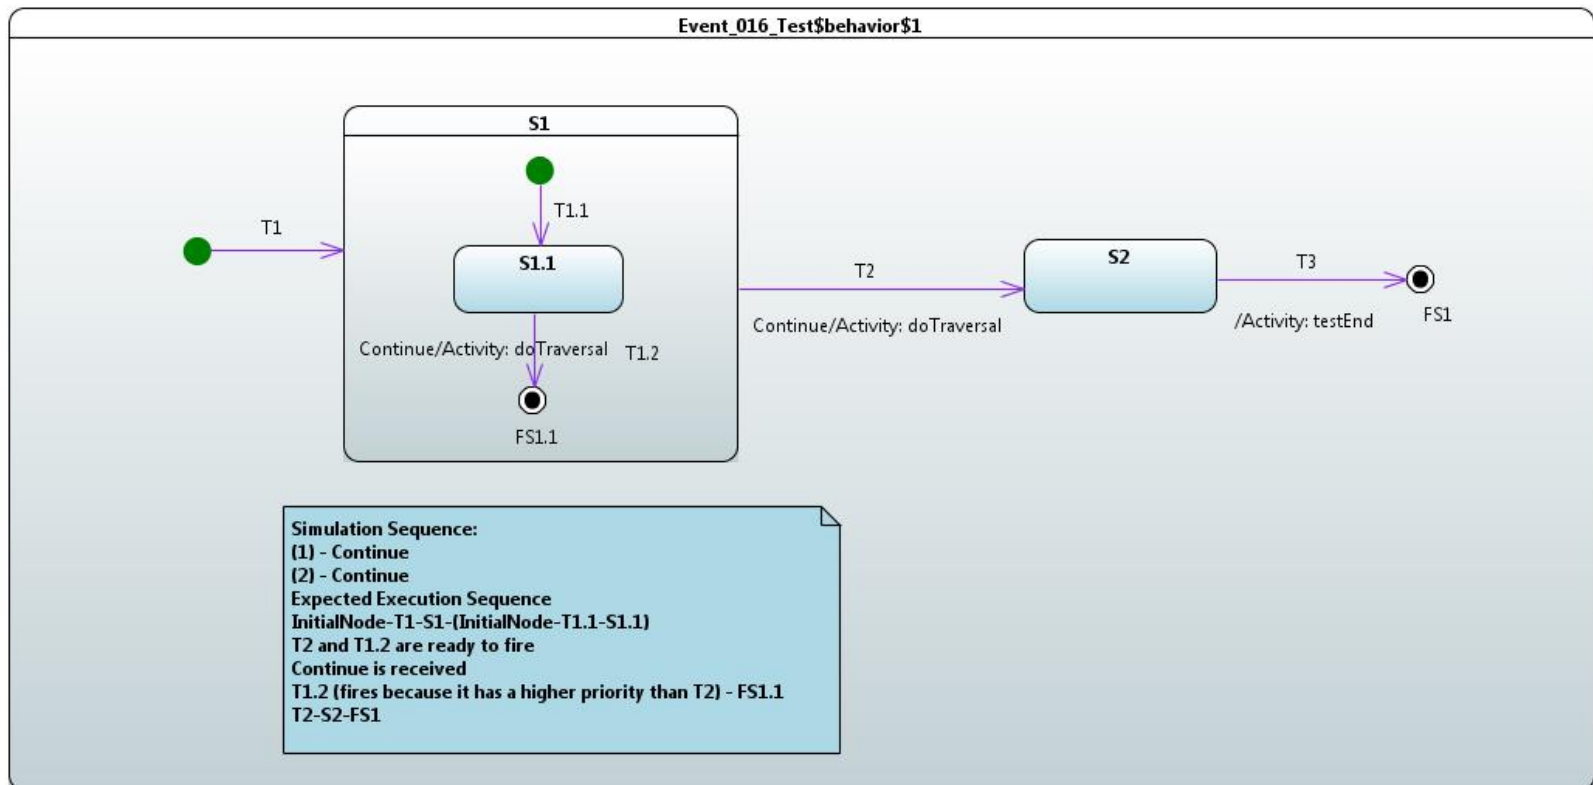 Event_016_Test$behavior$1
S1
T1.1
T1
S1.1
Continue/Activity: doTraversal
T1.2
FS1.1
T2
Continue/Activity: doTraversal
S2
T3
/Activity: testEnd
FS1
Simulation Sequence:
(1) - Continue
(2) - Continue
Expected Execution Sequence
InitialNode-T1-S1-(InitialNode-T1.1-S1.1)
T2 and T1.2 are ready to fire
Continue is received
T1.2 (fires because it has a higher priority than T2) - FS1.1
T2-S2-FS1